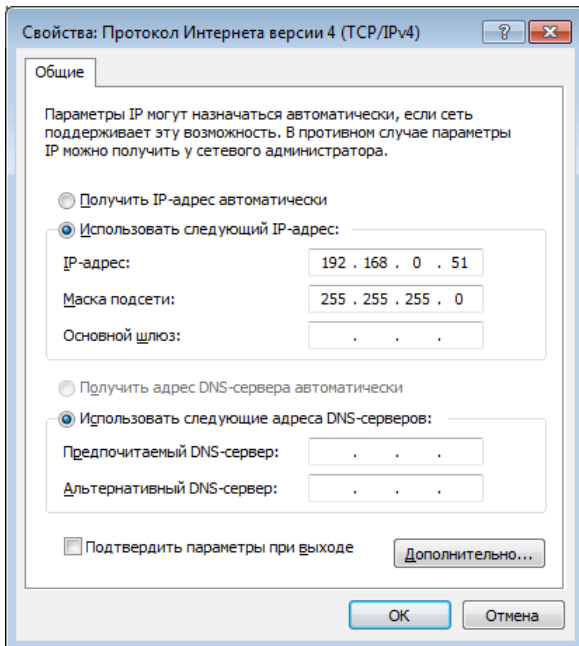 Свойства: Протокол Интернета версии 4 (TCP/IPv4)
Общие
Параметры IP могут назначаться автоматически, если сеть
поддерживает эту возможность. В противном случае параметры
IP можно получить у сетевого администратора.
Получить IP-адрес автоматически
Использовать следующий IP-адрес:
IP-адрес: 192 . 168 . 0 . 51
Маска подсети: 255 . 255 . 255 . 0
Основной шлюз: . . .
Получить адрес DNS-сервера автоматически
Использовать следующие адреса DNS-серверов:
Предпочитаемый DNS-сервер: . . .
Альтернативный DNS-сервер: . . .
Подтвердить параметры при выходе
Дополнительно...
ОК
Отмена